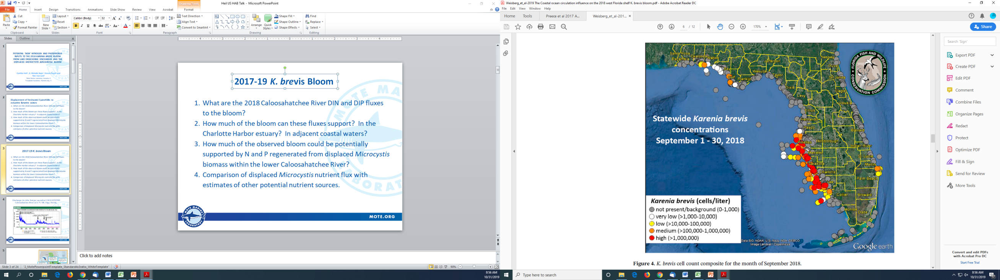 Heil US HAB Talk - Microsoft PowerPoint
Drawing Tools
File Home Insert Design Transitions Animations Slide Show Review View Acrobat Format
Paste
Cut
Copy
Format Painter
Clipboard
New Slide
Layout
Reset
Section
Slides
Calibri (Body) 32
Font
Text Direction
Align Text
Convert to SmartArt
Paragraph
Arrange
Quick Styles
Shape Fill
Shape Outline
Shape Effects
Drawing
Find
Replace
Select
Editing
Slides Outline
1
POTENTIAL 'NEW' NITROGEN AND PHOSPHORUS
INPUTS TO THE 2018 KARENIA BREVIS BLOOM
FROM LAKE OKEECHOBEE DISCHARGES AND THE
DISPLACED MICROCYSTIS AERUGINOSA BLOOM
2
Displacement of freshwater CyanoHABs to
estuarine &marine waters
3
2017-19 K. brevis Bloom
4
5
2017-19 K. brevis Bloom
1. What are the 2018 Caloosahatchee River DIN and DIP fluxes
to the bloom?
2. How much of the bloom can these fluxes support? In the
Charlotte Harbor estuary? In adjacent coastal waters?
3. How much of the observed bloom could be potentially
supported by N and P regenerated from displaced Microcystis
biomass within the lower Caloosahatchee River?
4. Comparison of displaced Microcystis nutrient flux with
estimates of other potential nutrient sources.
MOTE MARINE
LABORATORY
MOTE.ORG
Click to add notes
Slide 3 of 24 "2_MotePowerpointTemplate_Standard4x3ratio_WhiteTemplate" 90%
8:56 AM
10/31/2019
Weisberg_et_al-2019 The Coastal ocean circulation influence on the 2018 west Florida shelf K. brevis bloom.pdf - Adobe Acrobat Reader DC
File Edit View Window Help
Home Tools Preece et al 2017 A... Weisberg_et_al-201... ×
6 / 12 170% Share
Santa Rosa
Escambia
Okaloosa
Walton
Bay
Gulf
Franklin
Wakulla
Jefferson
Taylor
Dixie
Levy
Citrus
Hernando
Pasco
Pinellas
Hillsborough
Manatee
Sarasota
Charlotte
Lee
Collier
Monroe
Dade
Broward
Palm Beach
Martin
St. Lucie
Indian River
Brevard
Volusia
Flagler
St Johns
Duval
Nassau
FLORIDA FISH AND WILDLIFE
CONSERVATION COMMISSION
Statewide Karenia brevis
concentrations
September 1 - 30, 2018
Karenia brevis (cells/liter)
not present/background (0-1,000)
very low (>1,000-10,000)
low (>10,000-100,000)
medium (>100,000-1,000,000)
high (>1,000,000)
Data SIO, NOAA, U.S. Navy, NGA, GEBCO
Image Landsat / Copernicus
Google earth
Figure 4. K. brevis cell count composite for the month of September 2018.
Search 'Sign'
Export PDF
Create PDF
Edit PDF
Comment
Combine Files
Organize Pages
Redact
Protect
Optimize PDF
Fill & Sign
Send for Review
More Tools
Convert and edit PDFs
with Acrobat Pro DC
Start Free Trial
Type here to search
8:56 AM
10/31/2019